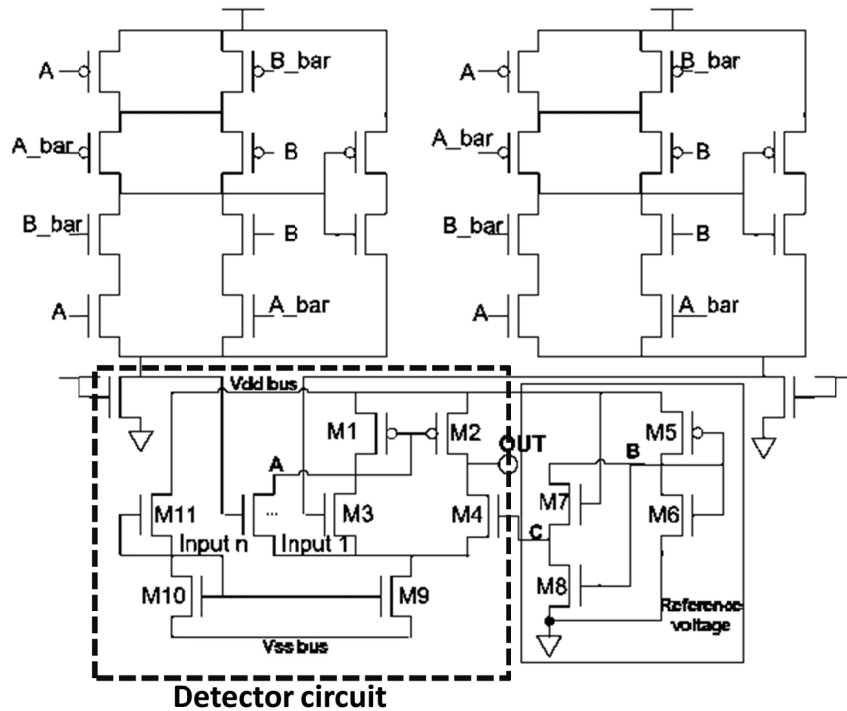 A
B_bar
A
B_bar
A_bar
B
A_bar
B
B_bar
B
B_bar
B
A
A_bar
A
A_bar
Vdd bus
M1
M2
OUT
M5
A
B
M11
M3
M4
M7
M6
...
Input n
Input 1
C
M10
M9
M8
Reference
voltage
Vss bus
Detector circuit